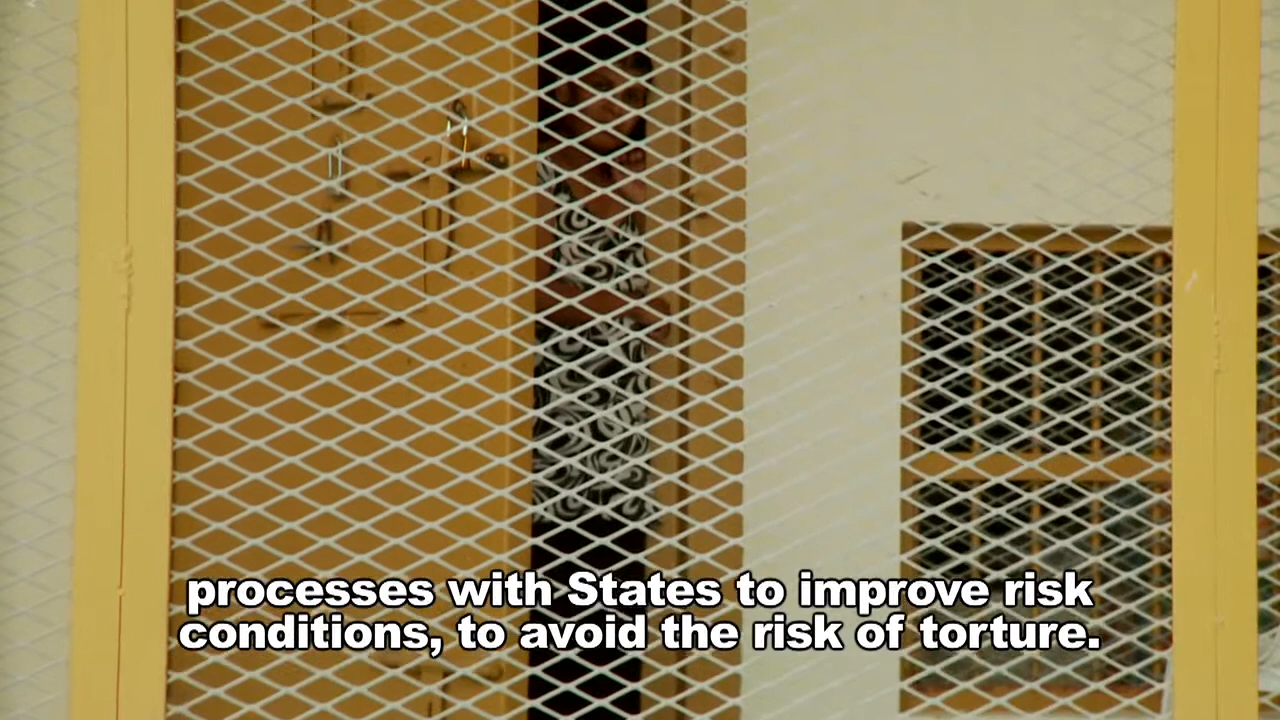 processes with States to improve risk
conditions, to avoid the risk of torture.